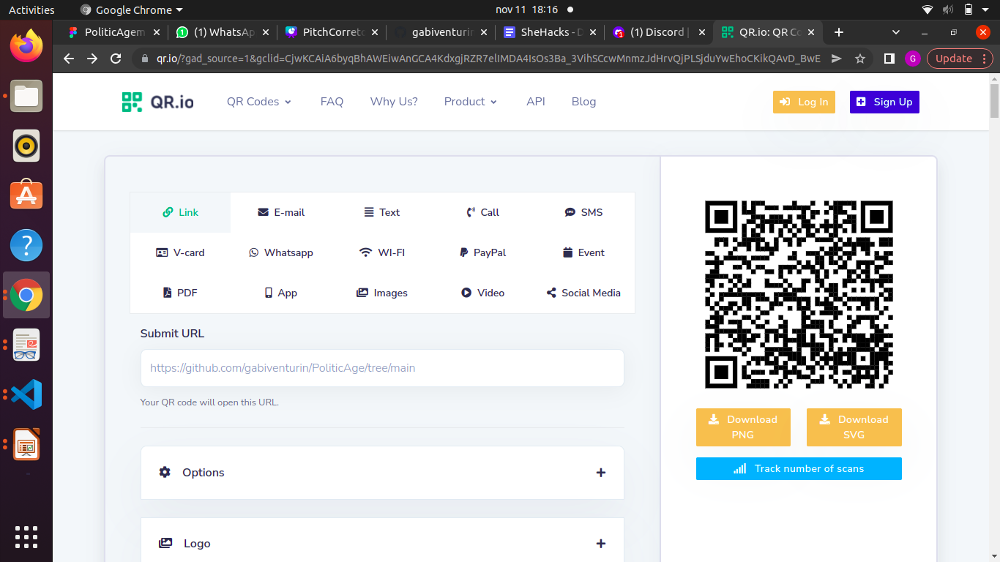 Activities Google Chrome nov 11 18:16
PoliticAgem (1) WhatsAp PitchCorreto gabiventurin SheHacks - D (1) Discord | QR.io: QR Co
qr.io/?gad_source=1&gclid=CjwKCAiA6byqBhAWEiwAnGCA4KdxgjRZR7elIMDA4IsOs3Ba_3VihSCcwMnmzJdHrvQjPLSjduYwEhoCKikQAvD_BwE G Update
QR.io QR Codes FAQ Why Us? Product API Blog Log In Sign Up
Link E-mail Text Call SMS
V-card Whatsapp WI-FI PayPal Event
PDF App Images Video Social Media
Submit URL
https://github.com/gabiventurin/PoliticAge/tree/main
Your QR code will open this URL.
Options
Logo
Download PNG
Download SVG
Track number of scans